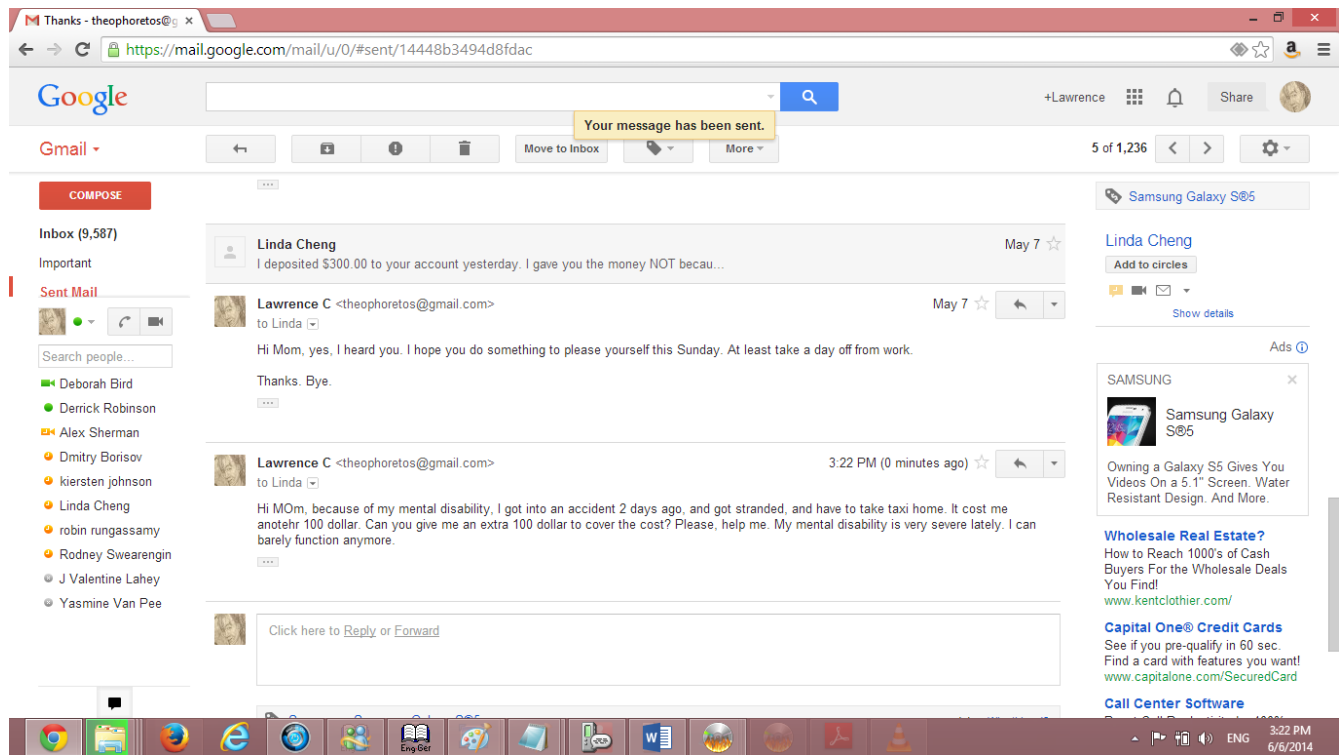 Thanks - theophoretos@g
https://mail.google.com/mail/u/0/#sent/14448b3494d8fdac
Google
+Lawrence
Share
Your message has been sent.
Gmail
Move to Inbox
More
5 of 1,236
COMPOSE
Inbox (9,587)
Important
Sent Mail
Search people...
Deborah Bird
Derrick Robinson
Alex Sherman
Dmitry Borisov
kiersten johnson
Linda Cheng
robin rungassamy
Rodney Swearengin
J Valentine Lahey
Yasmine Van Pee
Linda Cheng
May 7
I deposited $300.00 to your account yesterday. I gave you the money NOT becau...
Lawrence C <theophoretos@gmail.com>
May 7
to Linda
Hi Mom, yes, I heard you. I hope you do something to please yourself this Sunday. At least take a day off from work.
Thanks. Bye.
Lawrence C <theophoretos@gmail.com>
3:22 PM (0 minutes ago)
to Linda
Hi MOm, because of my mental disability, I got into an accident 2 days ago, and got stranded, and have to take taxi home. It cost me
anotehr 100 dollar. Can you give me an extra 100 dollar to cover the cost? Please, help me. My mental disability is very severe lately. I can
barely function anymore.
Click here to Reply or Forward
Samsung Galaxy S®5
Linda Cheng
Add to circles
Show details
Ads
SAMSUNG
Samsung Galaxy
S®5
Owning a Galaxy S5 Gives You
Videos On a 5.1" Screen. Water
Resistant Design. And More.
Wholesale Real Estate?
How to Reach 1000's of Cash
Buyers For the Wholesale Deals
You Find!
www.kentclothier.com/
Capital One® Credit Cards
See if you pre-qualify in 60 sec.
Find a card with features you want!
www.capitalone.com/SecuredCard
Call Center Software
Eng Ger
ENG
3:22 PM
6/6/2014